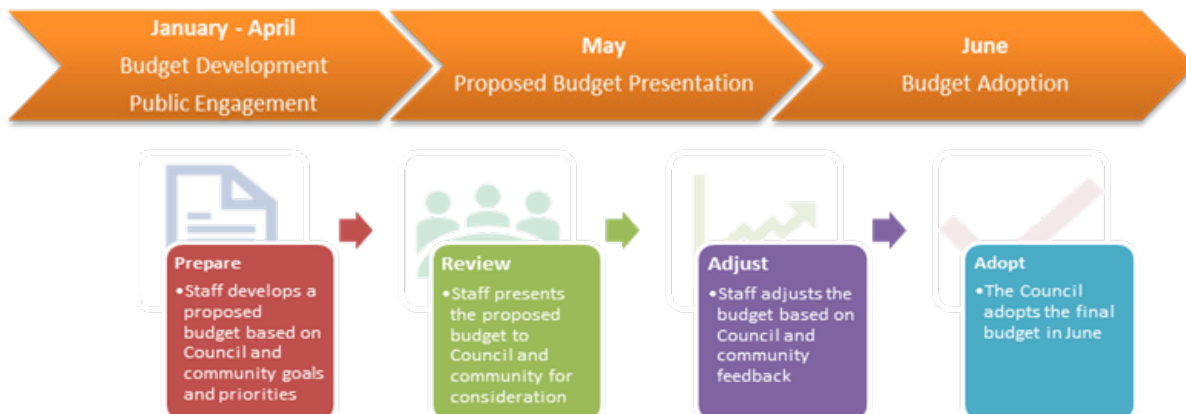 January - April
Budget Development
Public Engagement
May
Proposed Budget Presentation
June
Budget Adoption
Prepare
•Staff develops a
proposed
budget based on
Council and
community goals
and priorities
Review
•Staff presents
the proposed
budget to
Council and
community for
consideration
Adjust
•Staff adjusts the
budget based on
Council and
community
feedback
Adopt
•The Council
adopts the final
budget in June